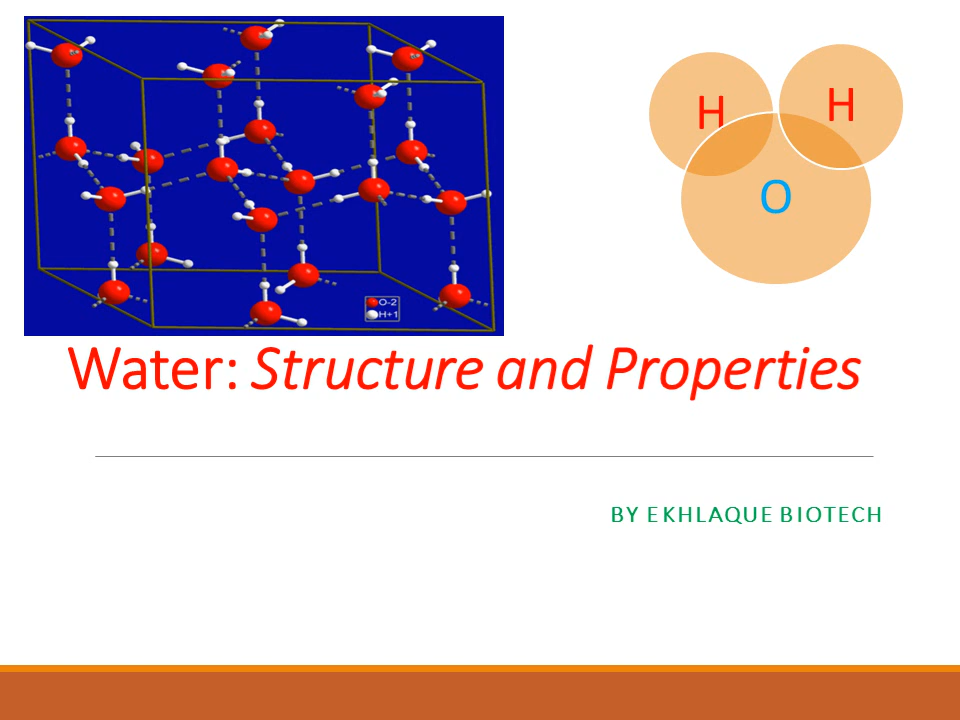 O-2
H+1
H
H
O
Water: Structure and Properties
BY EKHLAQUE BIOTECH